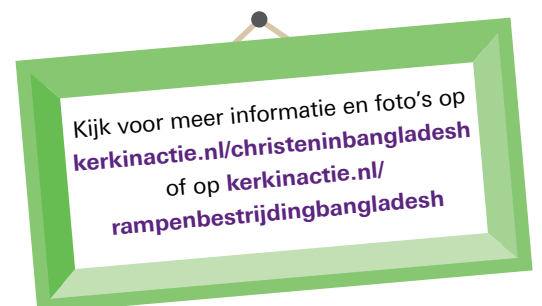 Kijk voor meer informatie en foto's op
kerkinactie.nl/christeninbangladesh
of op kerkinactie.nl/
rampenbestrijdingbangladesh